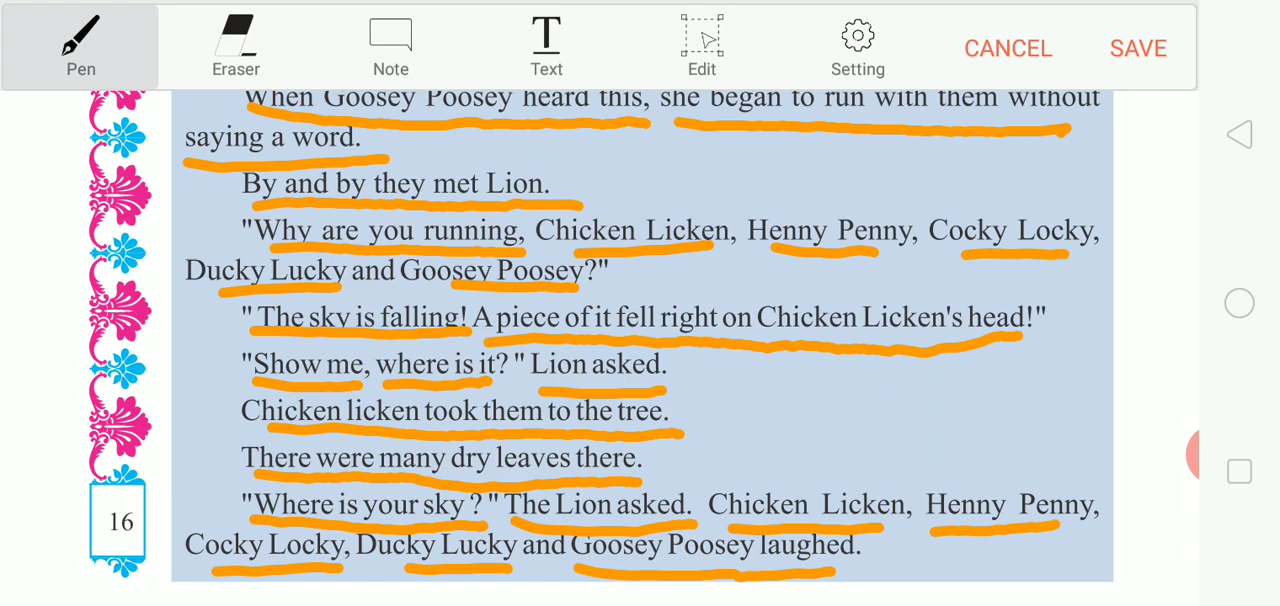 Pen Eraser Note Text Edit Setting CANCEL SAVE
When Goosey Poosey heard this, she began to run with them without
saying a word.
By and by they met Lion.
"Why are you running, Chicken Licken, Henny Penny, Cocky Locky,
Ducky Lucky and Goosey Poosey?"
" The sky is falling! A piece of it fell right on Chicken Licken's head!"
"Show me, where is it? " Lion asked.
Chicken licken took them to the tree.
There were many dry leaves there.
"Where is your sky ? " The Lion asked. Chicken Licken, Henny Penny,
Cocky Locky, Ducky Lucky and Goosey Poosey laughed.
16